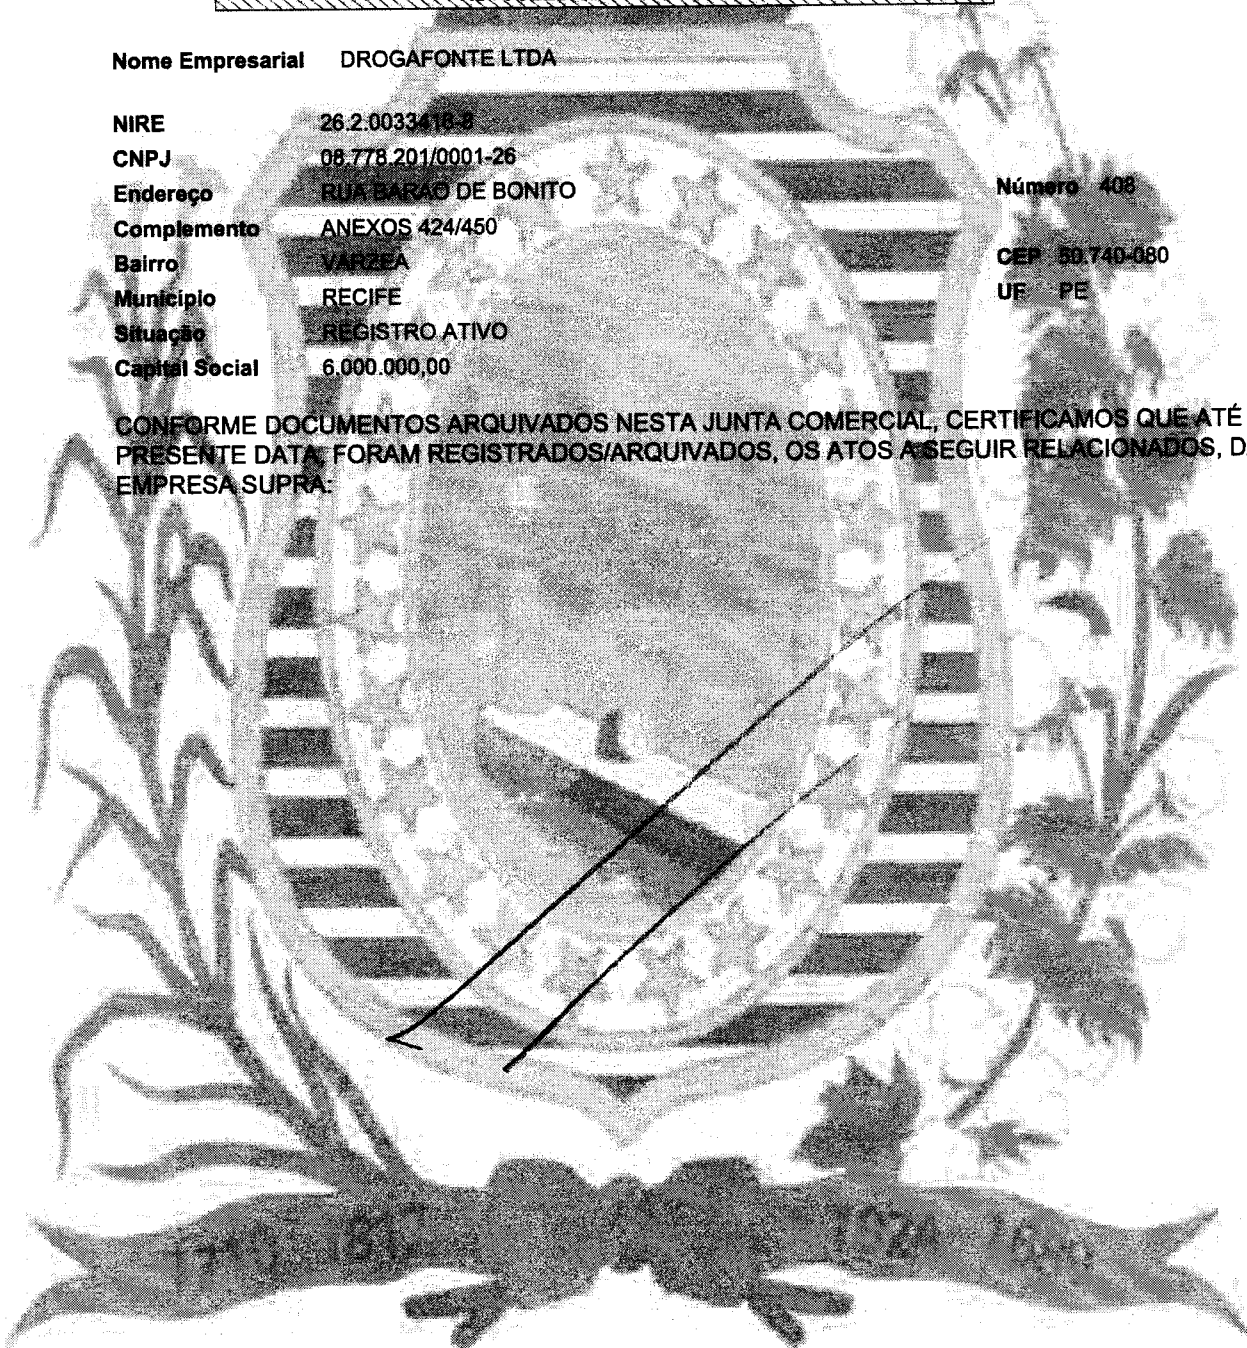 Nome Empresarial DROGAFONTE LTDA
NIRE 26.2.0033418-8
CNPJ 08.778.201/0001-26
Endereço RUA BARAO DE BONITO Número 408
Complemento ANEXOS 424/450
Bairro VARZEA CEP 50.740-080
Município RECIFE UF PE
Situação REGISTRO ATIVO
Capital Social 6.000.000,00
CONFORME DOCUMENTOS ARQUIVADOS NESTA JUNTA COMERCIAL, CERTIFICAMOS QUE ATÉ
PRESENTE DATA, FORAM REGISTRADOS/ARQUIVADOS, OS ATOS A SEGUIR RELACIONADOS,
EMPRESA SUPRA:
1817 1824